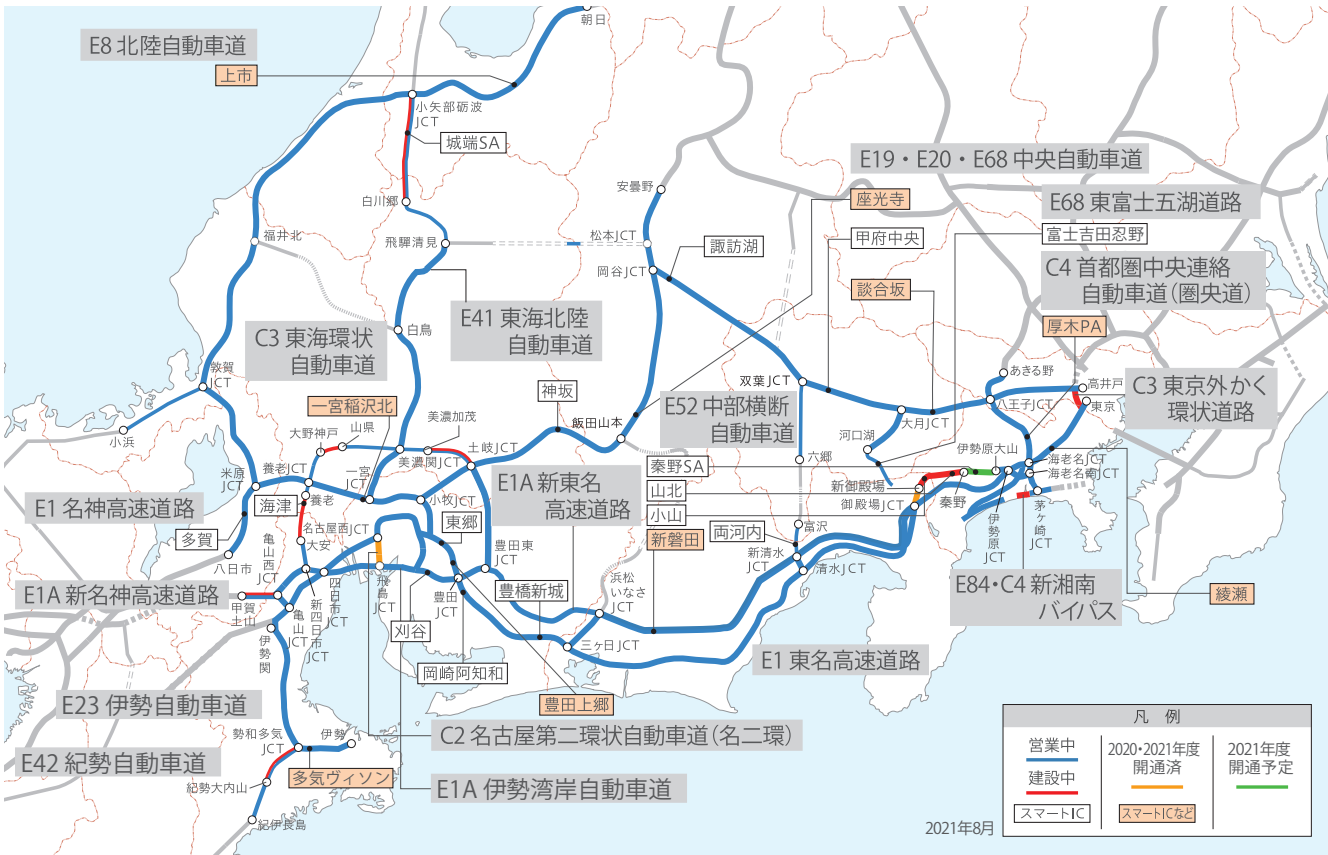 朝日
E8 北陸自動車道
上市
小矢部砺波
JCT
城端SA
E19・E20・E68 中央自動車道
安曇野
座光寺
E68 東富士五湖道路
白川郷
甲府中央
富士吉田忍野
福井北
飛騨清見
松本JCT
諏訪湖
岡谷JCT
C4 首都圏中央連絡
自動車道(圏央道)
談合坂
E41 東海北陸
自動車道
厚木PA
C3 東海環状
自動車道
白鳥
敦賀
JCT
双葉JCT
あきる野
高井戸
C3 東京外かく
環状道路
神坂
一宮稲沢北
E52 中部横断
自動車道
八王子JCT
東京
大月JCT
小浜
大野神戸
山県
美濃加茂
飯田山本
河口湖
伊勢原大山
土岐JCT
美濃関JCT
養老JCT
一宮
JCT
六郷
秦野SA
海老名JCT
海老名南JCT
米原
JCT
E1A 新東名
高速道路
新御殿場
山北
養老
海津
小牧JCT
御殿場JCT
秦野
E1 名神高速道路
小山
伊勢原JCT
茅ヶ崎JCT
多賀
名古屋西JCT
東郷
富沢
両河内
新磐田
大安
豊田東
JCT
新清水
JCT
八日市
亀山西JCT
清水JCT
飛島JCT
豊田JCT
豊橋新城
浜松
いなさ
JCT
E84・C4 新湘南
バイパス
綾瀬
E1A 新名神高速道路
甲賀土山
亀山JCT
新四日市JCT
四日市JCT
伊勢関
刈谷
三ヶ日JCT
E1 東名高速道路
岡崎阿知和
E23 伊勢自動車道
豊田上郷
勢和多気
JCT
伊勢
C2 名古屋第二環状自動車道(名二環)
E42 紀勢自動車道
多気ヴィソン
紀勢大内山
E1A 伊勢湾岸自動車道
紀伊長島
凡 例
営業中
2020・2021年度
開通済
2021年度
開通予定
建設中
スマートIC
スマートICなど
2021年8月